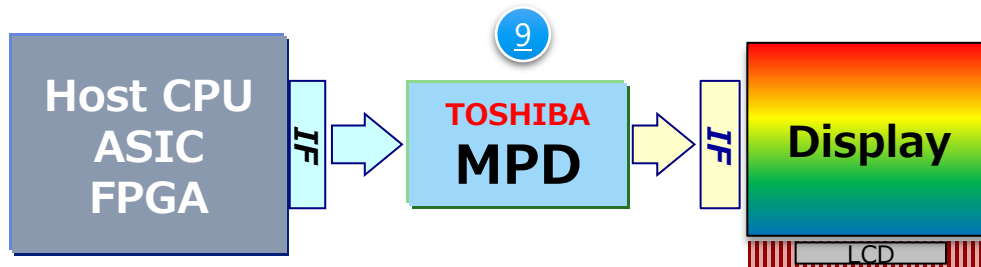 9
Host CPU
ASIC
FPGA
IF
TOSHIBA
MPD
IF
Display
LCD